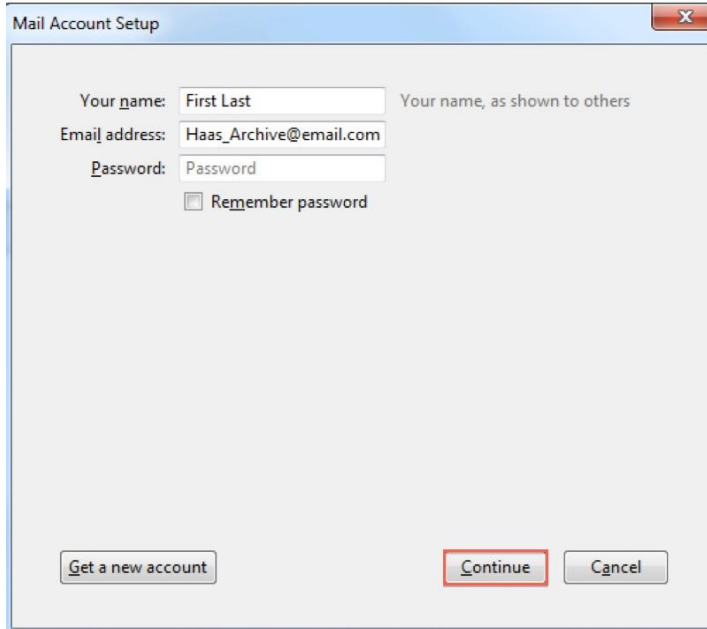 Mail Account Setup
Your name: First Last Your name, as shown to others
Email address: Haas_Archive@email.com
Password: Password
Remember password
Get a new account Continue Cancel